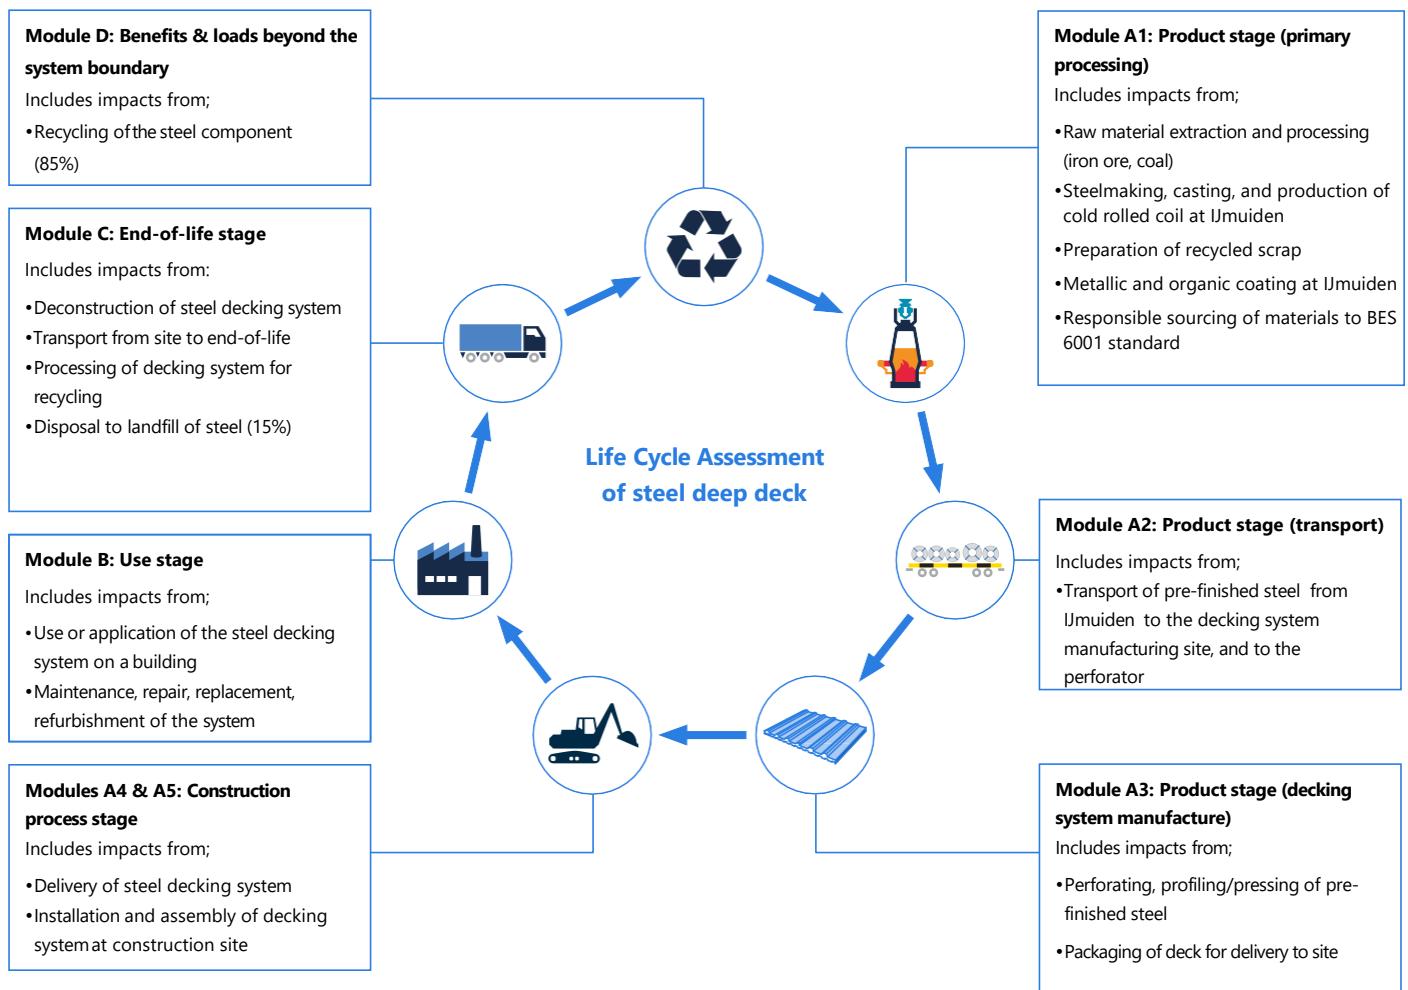 Module D: Benefits & loads beyond the
system boundary
Includes impacts from;
•Recycling of the steel component
(85%)
Module C: End-of-life stage
Includes impacts from:
•Deconstruction of steel decking system
•Transport from site to end-of-life
•Processing of decking system for
recycling
•Disposal to landfill of steel (15%)
Module B: Use stage
Includes impacts from;
•Use or application of the steel decking
system on a building
•Maintenance, repair, replacement,
refurbishment of the system
Modules A4 & A5: Construction
process stage
Includes impacts from;
•Delivery of steel decking system
•Installation and assembly of decking
system at construction site
Life Cycle Assessment
of steel deep deck
Module A1: Product stage (primary
processing)
Includes impacts from;
•Raw material extraction and processing
(iron ore, coal)
•Steelmaking, casting, and production of
cold rolled coil at IJmuiden
•Preparation of recycled scrap
•Metallic and organic coating at IJmuiden
•Responsible sourcing of materials to BES
6001 standard
Module A2: Product stage (transport)
Includes impacts from;
•Transport of pre-finished steel from
IJmuiden to the decking system
manufacturing site, and to the
perforator
Module A3: Product stage (decking
system manufacture)
Includes impacts from;
•Perforating, profiling/pressing of pre-
finished steel
•Packaging of deck for delivery to site